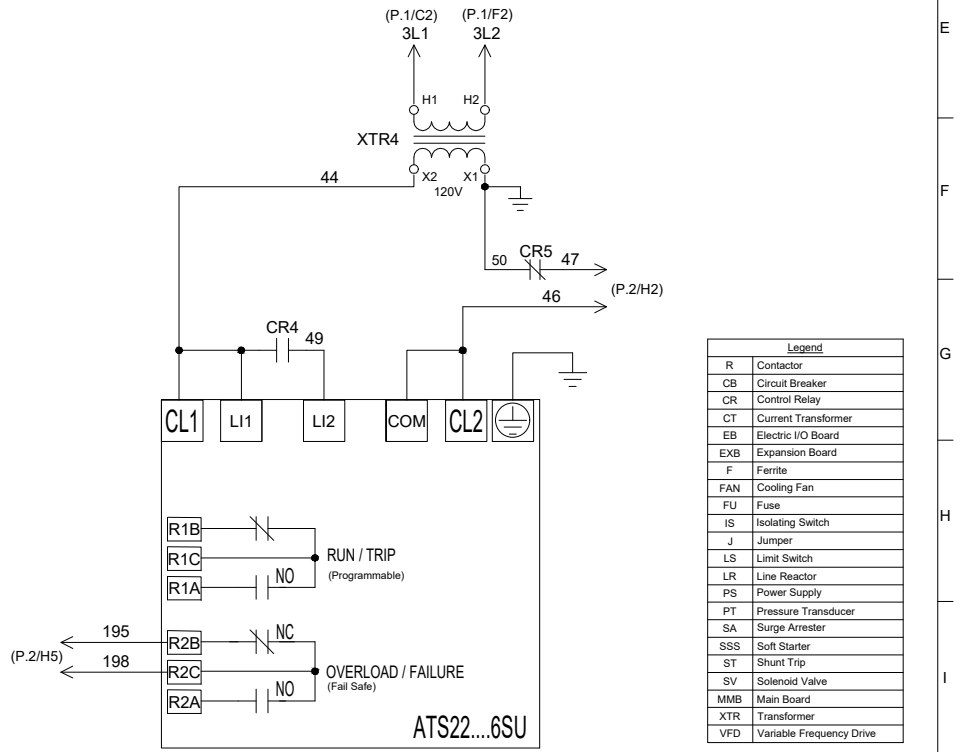 (P.1/C2) (P.1/F2)
3L1 3L2
E
H1 H2
XTR4
X2 X1
120V
44
F
CR5
50 47
(P.2/H2)
46
CR4
49
G
CL1 LI1 LI2 COM CL2
R1B
R1C RUN / TRIP
(Programmable)
R1A NO
H
195 R2B NC
(P.2/H5)
198 R2C OVERLOAD / FAILURE
(Fail Safe)
R2A NO
I
ATS22....6SU
Legend
R Contactor
CB Circuit Breaker
CR Control Relay
CT Current Transformer
EB Electric I/O Board
EXB Expansion Board
F Ferrite
FAN Cooling Fan
FU Fuse
IS Isolating Switch
J Jumper
LS Limit Switch
LR Line Reactor
PS Power Supply
PT Pressure Transducer
SA Surge Arrester
SSS Soft Starter
ST Shunt Trip
SV Solenoid Valve
MMB Main Board
XTR Transformer
VFD Variable Frequency Drive